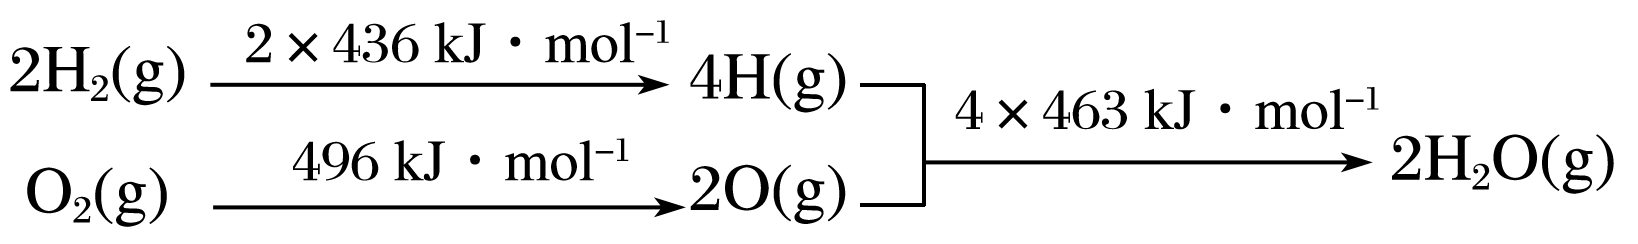 2H₂(g) 2 × 436 kJ · mol⁻¹ 4H(g)
O₂(g) 496 kJ · mol⁻¹ 2O(g)
4 × 463 kJ · mol⁻¹ 2H₂O(g)